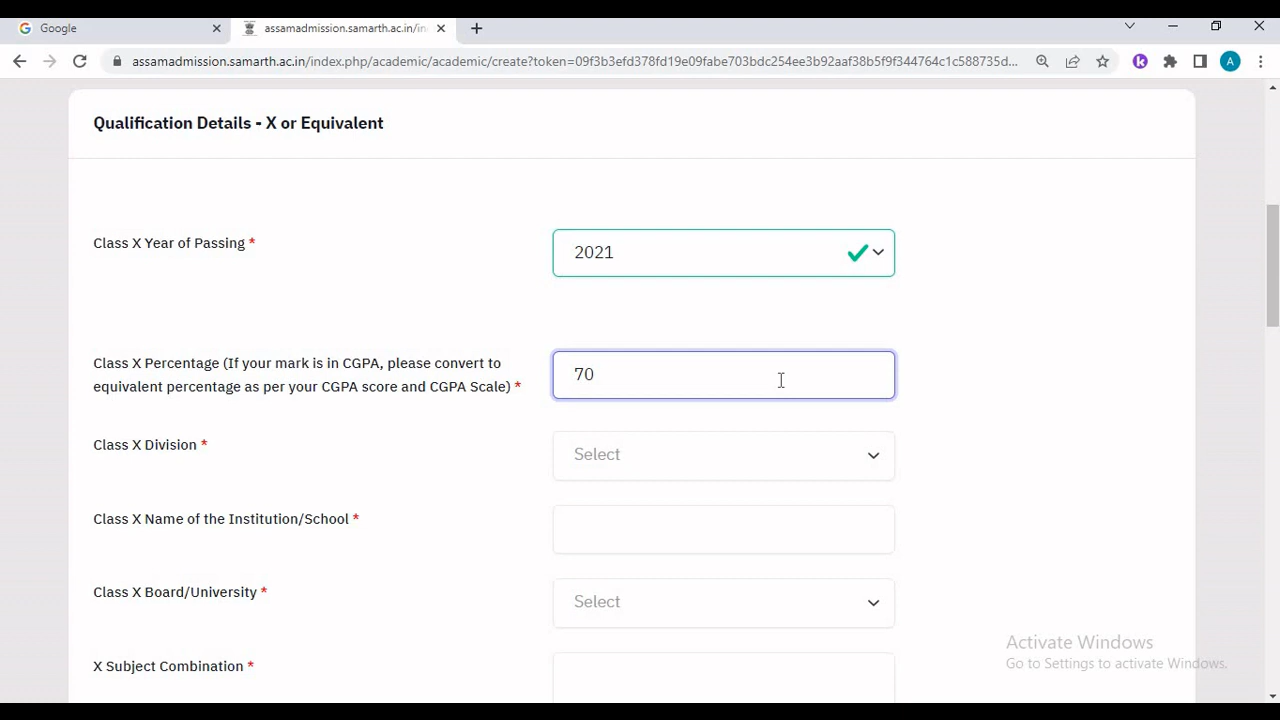 Google
assamadmission.samarth.ac.in/in
assamadmission.samarth.ac.in/index.php/academic/academic/create?token=09f3b3efd378fd19e09fabe703bdc254ee3b92aaf38b5f9f344764c1c588735d...
A
Qualification Details - X or Equivalent
Class X Year of Passing *
2021
Class X Percentage (If your mark is in CGPA, please convert to
equivalent percentage as per your CGPA score and CGPA Scale) *
70
Class X Division *
Select
Class X Name of the Institution/School *
Class X Board/University *
Select
X Subject Combination *
Activate Windows
Go to Settings to activate Windows.